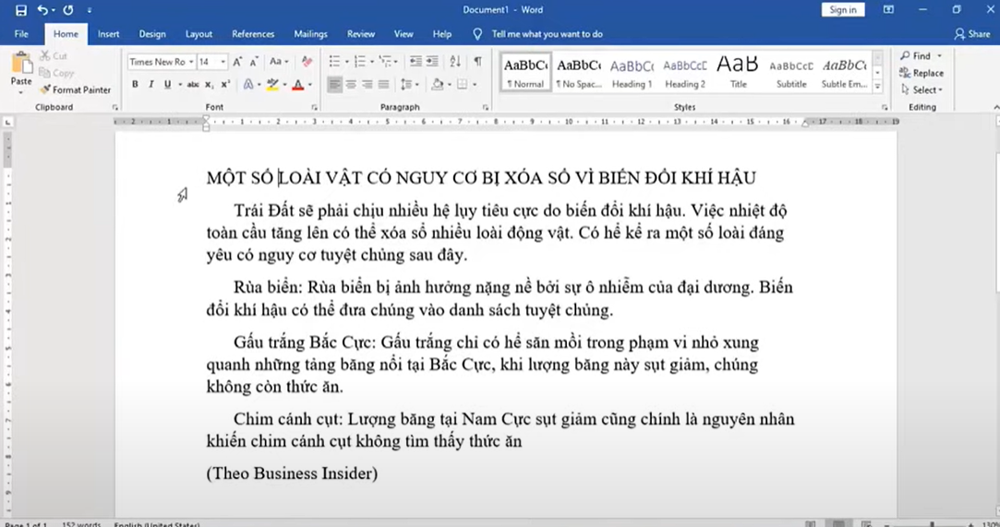 Document1 - Word
Sign in
File Home Insert Design Layout References Mailings Review View Help Tell me what you want to do Share
Paste
Cut
Copy
Format Painter
Clipboard
Times New Ro 14
Font
Paragraph
AaBbCc AaBbCc AaBbCc AaBbCcD AaB AaBbCcD AaBbCc
¶ Normal ¶ No Spac... Heading 1 Heading 2 Title Subtitle Subtle Em...
Styles
Find
Replace
Select
Editing
MỘT SỐ LOÀI VẬT CÓ NGUY CƠ BỊ XÓA SỔ VÌ BIẾN ĐỔI KHÍ HẬU
Trái Đất sẽ phải chịu nhiều hệ lụy tiêu cực do biến đổi khí hậu. Việc nhiệt độ
toàn cầu tăng lên có thể xóa sổ nhiều loài động vật. Có hể kể ra một số loài đáng
yêu có nguy cơ tuyệt chủng sau đây.
Rùa biển: Rùa biển bị ảnh hưởng nặng nề bởi sự ô nhiễm của đại dương. Biến
đổi khí hậu có thể đưa chúng vào danh sách tuyệt chủng.
Gấu trắng Bắc Cực: Gấu trắng chỉ có hể săn mồi trong phạm vi nhỏ xung
quanh những tảng băng nổi tại Bắc Cực, khi lượng băng này sụt giảm, chúng
không còn thức ăn.
Chim cánh cụt: Lượng băng tại Nam Cực sụt giảm cũng chính là nguyên nhân
khiến chim cánh cụt không tìm thấy thức ăn
(Theo Business Insider)
Page 1 of 1 152 words English (United States) 130%